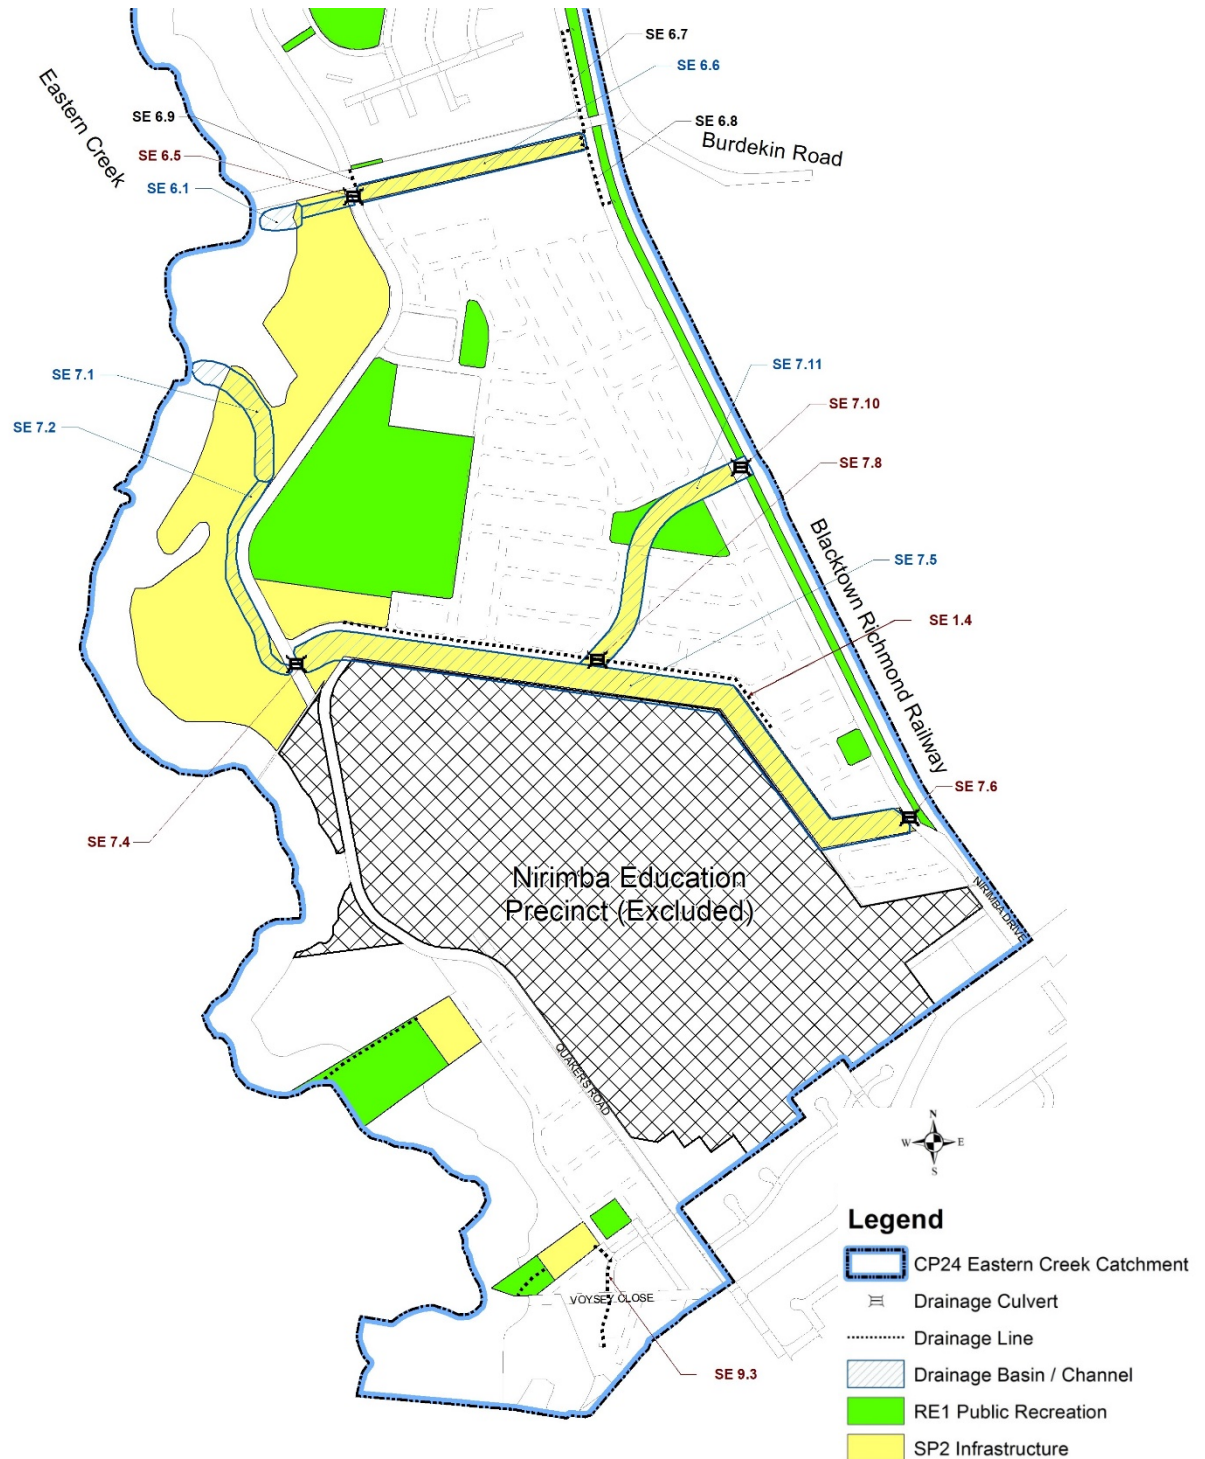 SE 6.7
SE 6.6
Eastern Creek
SE 6.9
SE 6.8
Burdekin Road
SE 6.5
SE 6.1
SE 7.1
SE 7.11
SE 7.10
SE 7.2
SE 7.8
Blacktown Richmond Railway
SE 7.5
SE 1.4
SE 7.6
SE 7.4
Nirimba Education
Precinct (Excluded)
NIRIMBA DRIVE
QUAKERS ROAD
N
W
E
S
VOYSEY CLOSE
SE 9.3
Legend
CP24 Eastern Creek Catchment
Drainage Culvert
Drainage Line
Drainage Basin / Channel
RE1 Public Recreation
SP2 Infrastructure